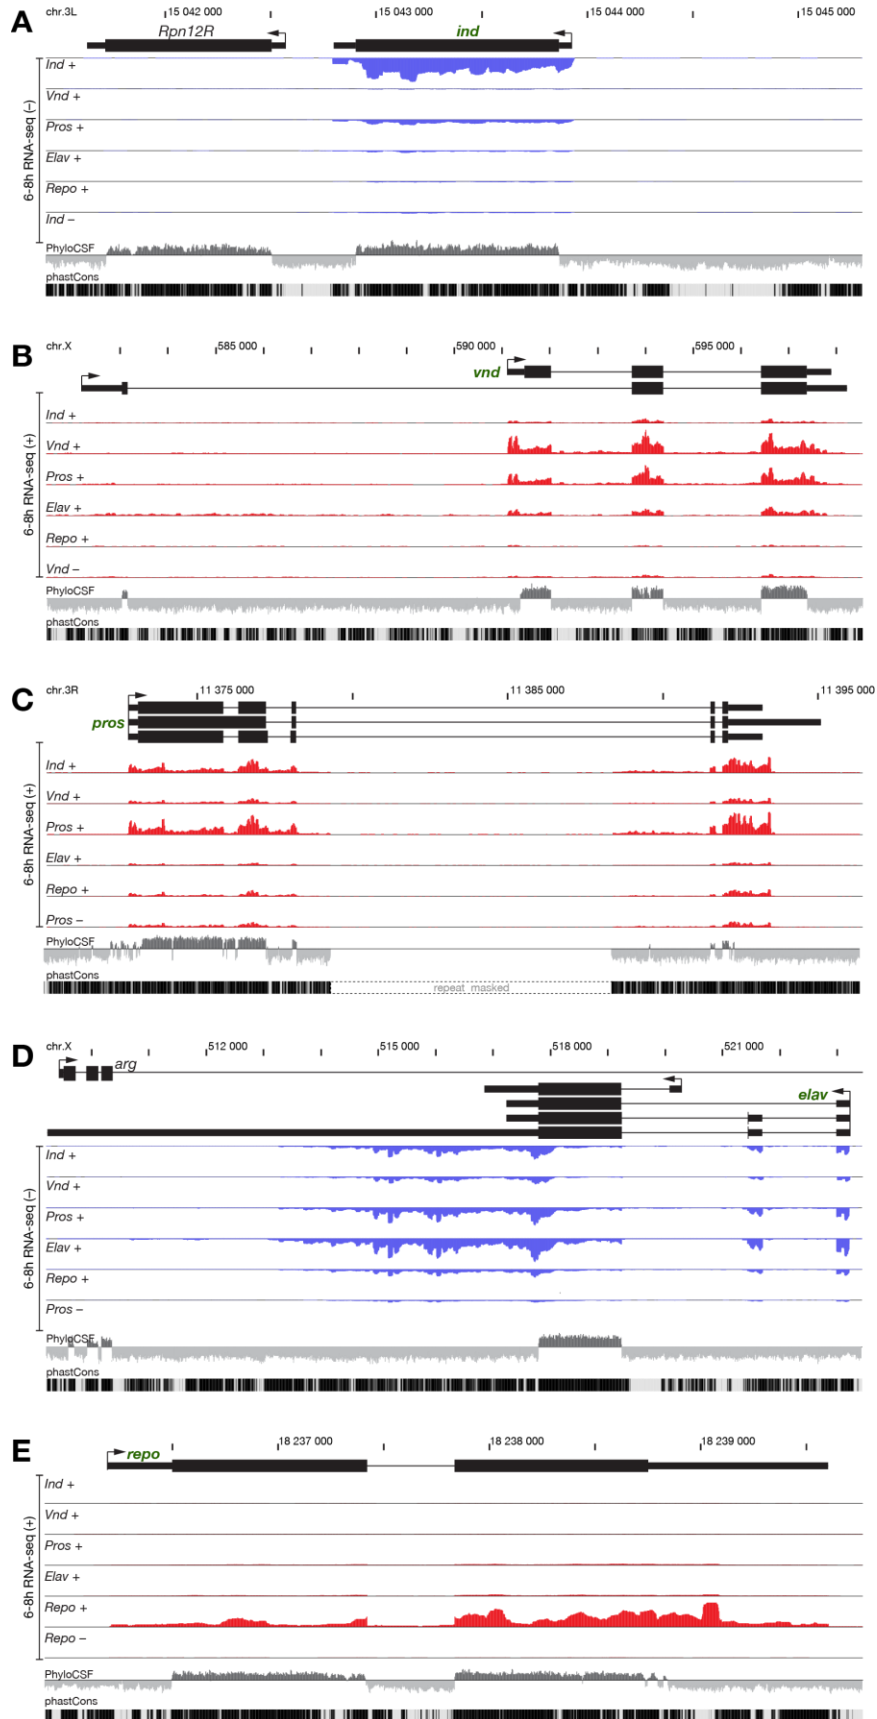 A
chr.3L 15 042 000 15 043 000 15 044 000 15 045 000
Rpn12R ind
6-8h RNA-seq (–)
Ind +
Vnd +
Pros +
Elav +
Repo +
Ind –
PhyloCSF
phastCons
B
chr.X 585 000 590 000 595 000
vnd
6-8h RNA-seq (+)
Ind +
Vnd +
Pros +
Elav +
Repo +
Vnd –
PhyloCSF
phastCons
C
chr.3R 11 375 000 11 385 000 11 395 000
pros
6-8h RNA-seq (+)
Ind +
Vnd +
Pros +
Elav +
Repo +
Pros –
PhyloCSF
phastCons
repeat masked
D
chr.X 512 000 515 000 518 000 521 000
arg
elav
6-8h RNA-seq (–)
Ind +
Vnd +
Pros +
Elav +
Repo +
Pros –
PhyloCSF
phastCons
E
18 237 000 18 238 000 18 239 000
repo
6-8h RNA-seq (+)
Ind +
Vnd +
Pros +
Elav +
Repo +
Repo –
PhyloCSF
phastCons